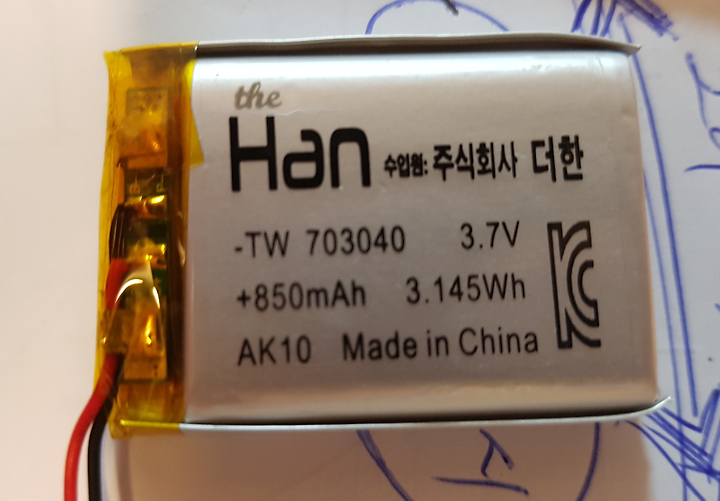 the
Han 수입원: 주식회사 더한
-TW 703040 3.7V
+850mAh 3.145Wh
AK10 Made in China